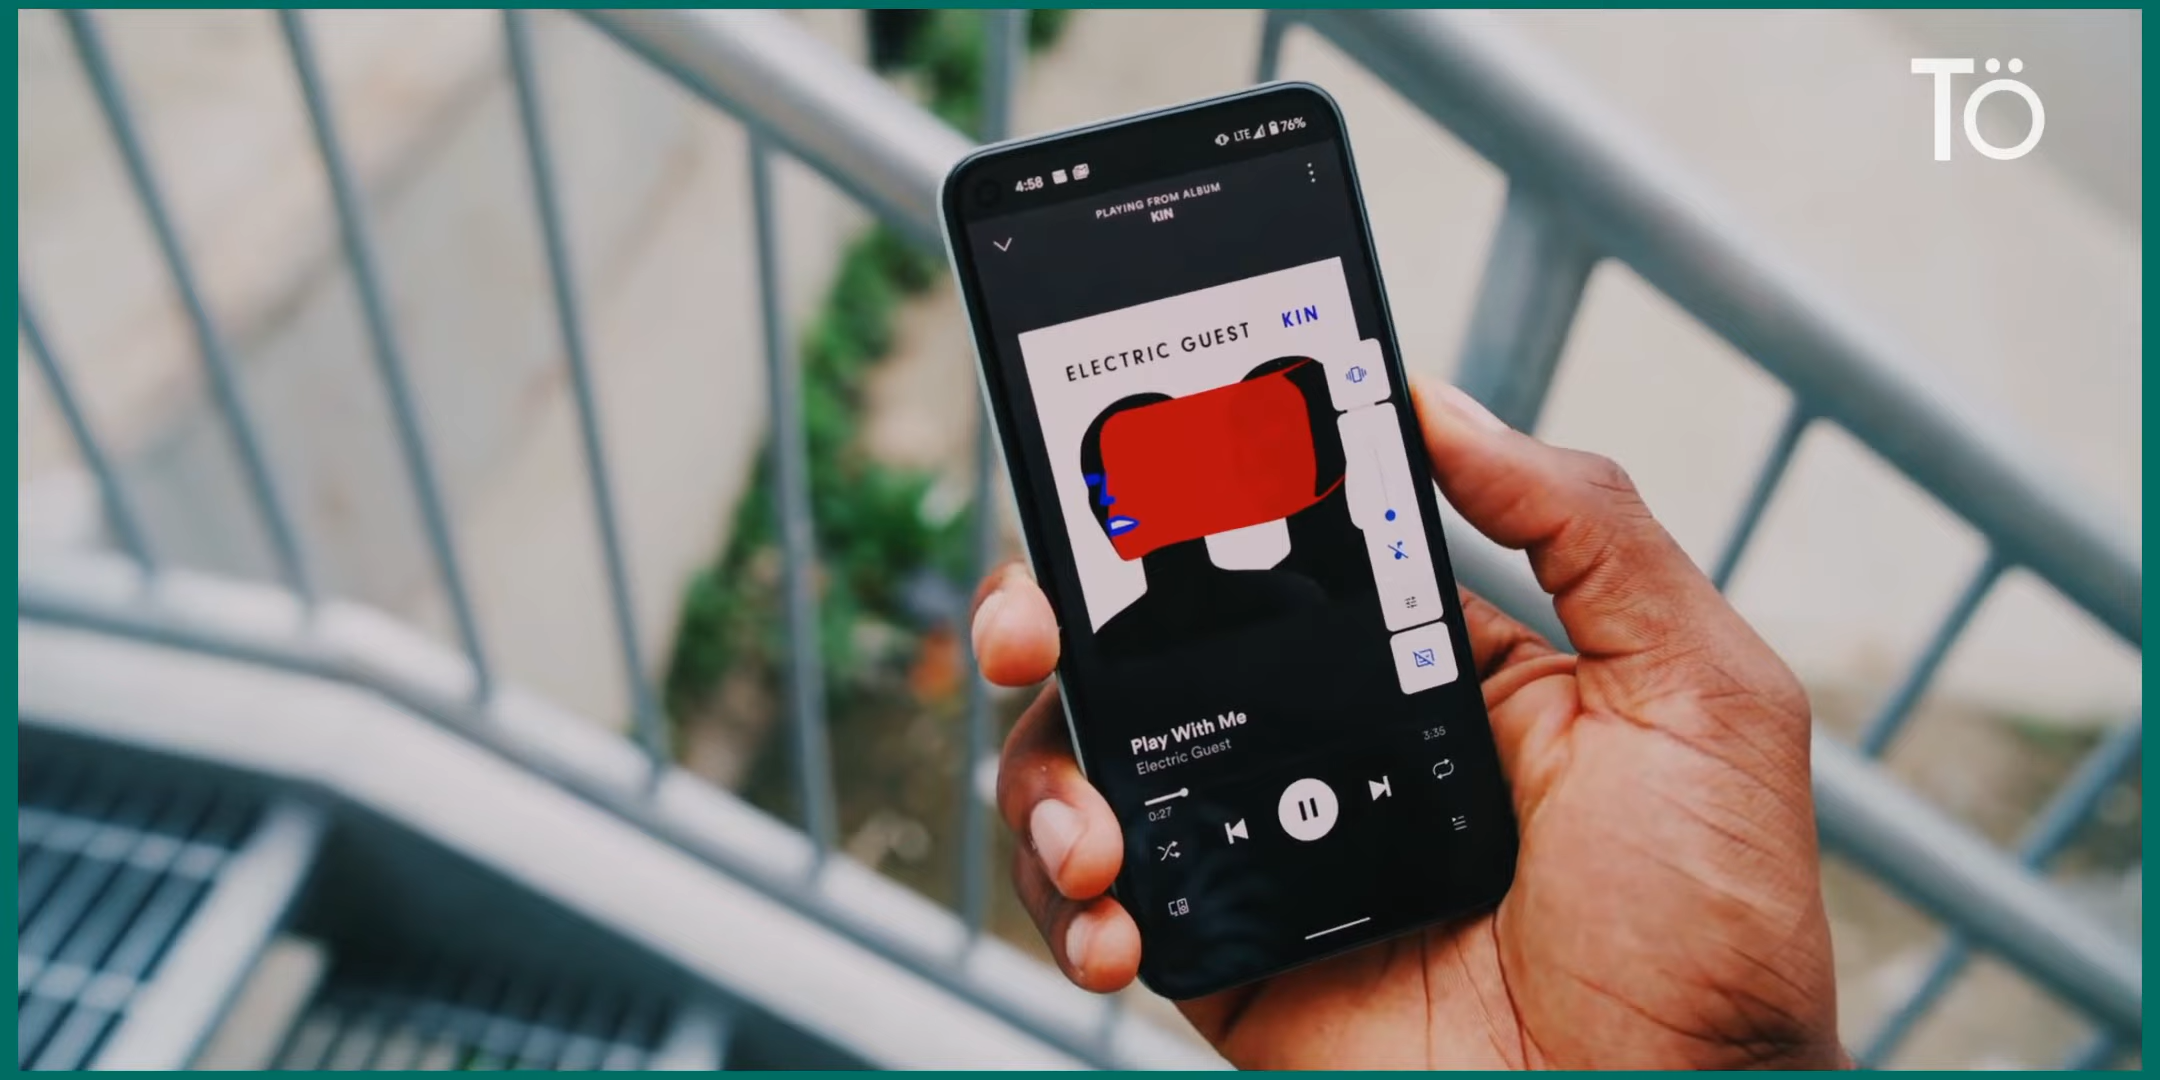 Tö
4:58 LTE 76%
PLAYING FROM ALBUM
KIN
ELECTRIC GUEST KIN
Play With Me
Electric Guest
3:35
0:27